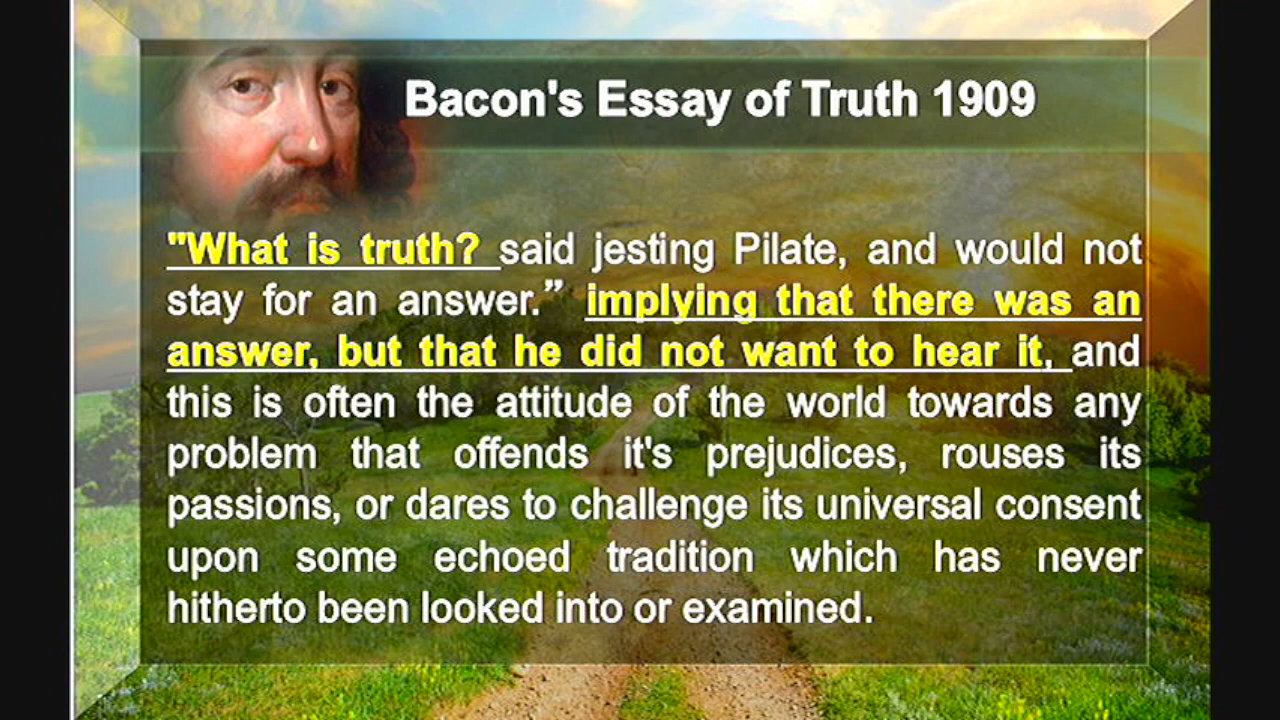 Bacon's Essay of Truth 1909
"What is truth? said jesting Pilate, and would not
stay for an answer.” implying that there was an
answer, but that he did not want to hear it, and
this is often the attitude of the world towards any
problem that offends it's prejudices, rouses its
passions, or dares to challenge its universal consent
upon some echoed tradition which has never
hitherto been looked into or examined.